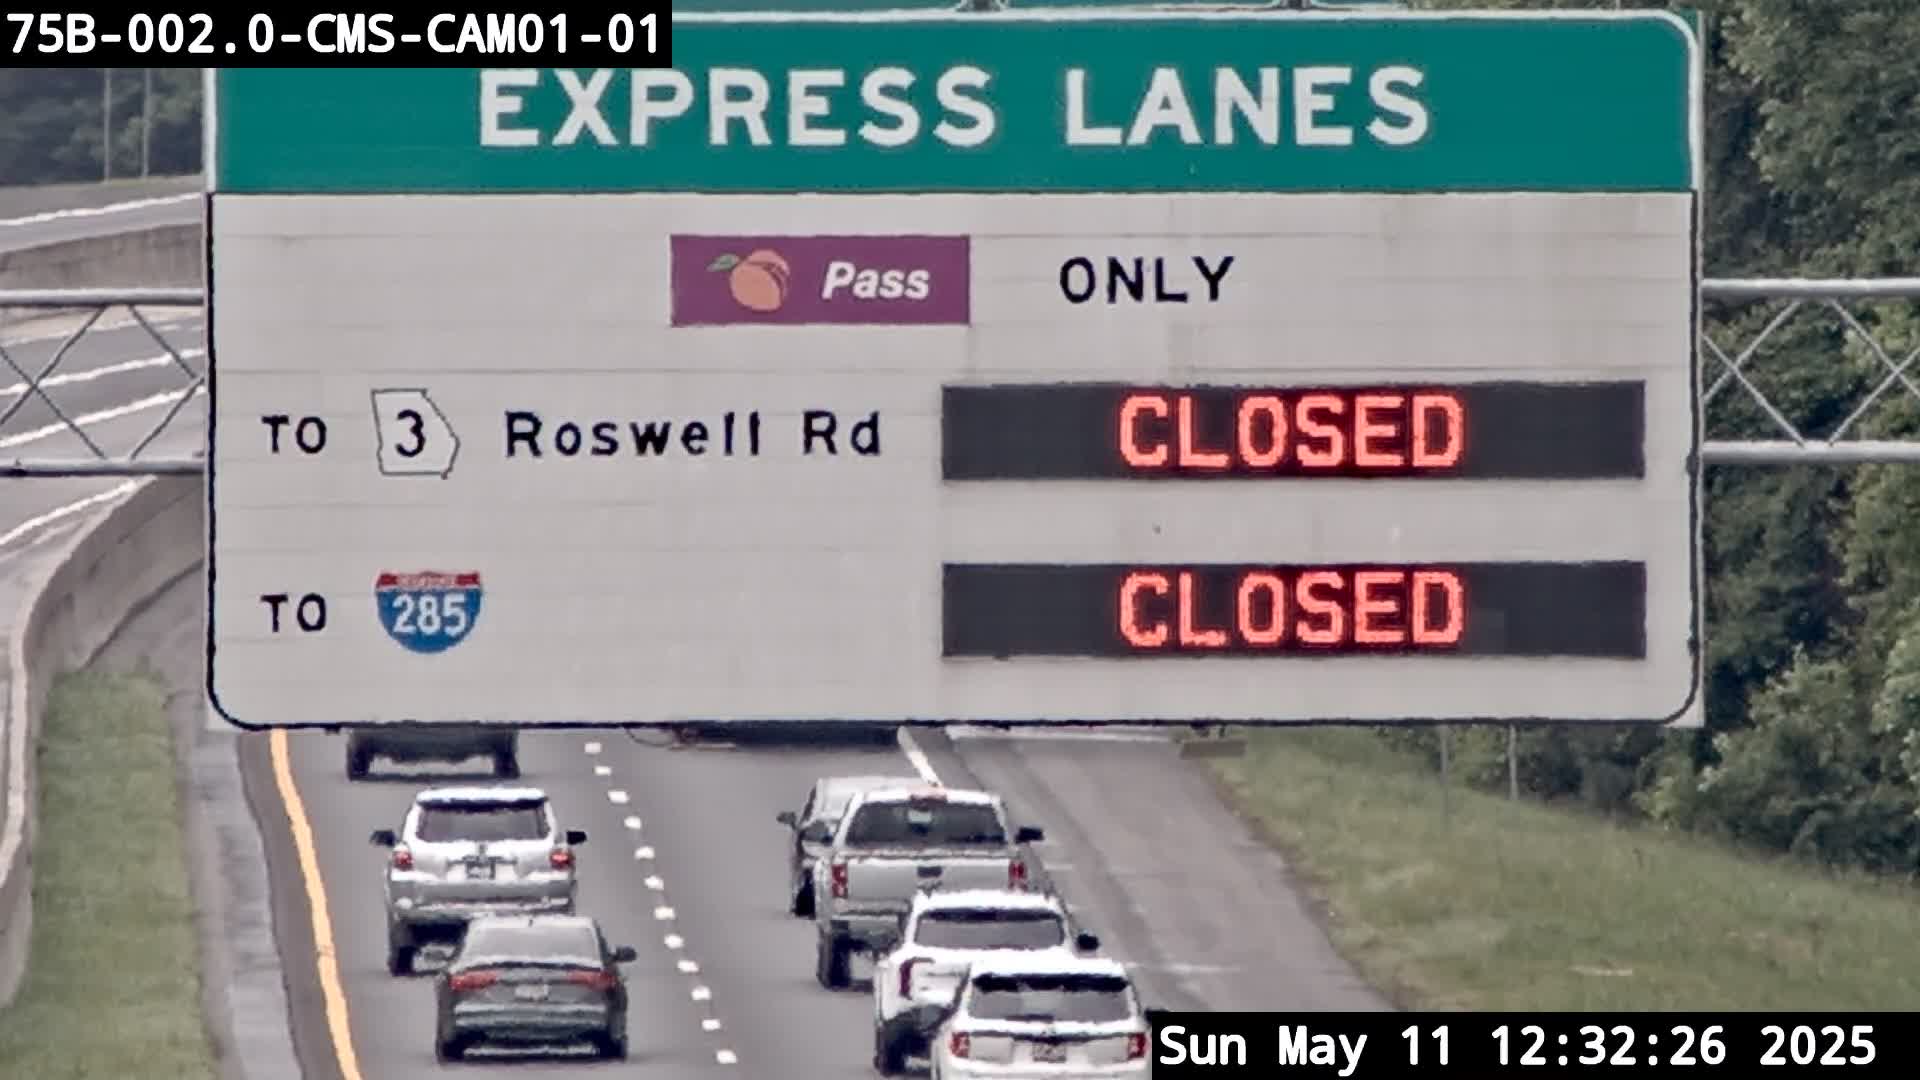 75B-002.0-CMS-CAM01-01
EXPRESS LANES
Pass ONLY
TO 3 Roswell Rd CLOSED
TO 285 CLOSED
Sun May 11 12:32:26 2025